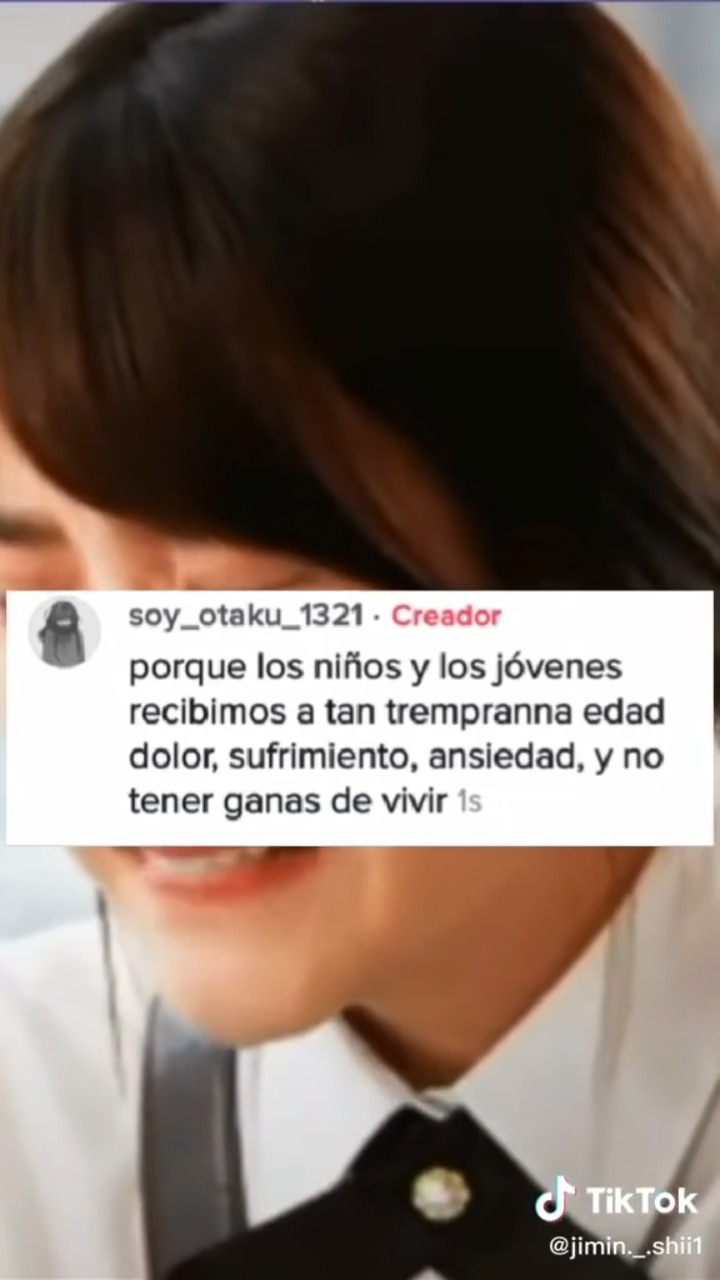 soy_otaku_1321 · Creador
porque los niños y los jóvenes
recibimos a tan trempranna edad
dolor, sufrimiento, ansiedad, y no
tener ganas de vivir 1s
TikTok
@jimin._.shii1